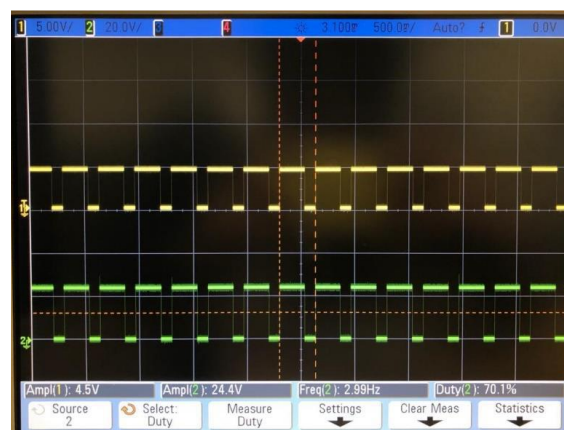 1 5.00V/ 2 20.0V/ 3 4 3.100s 500.0ms/ Auto? 1 0.0V
1
2
Ampl(1): 4.5V Ampl(2): 24.4V Freq(2): 2.99Hz Duty(2): 70.1%
Source Select: Measure Settings Clear Meas Statistics
2 Duty Duty